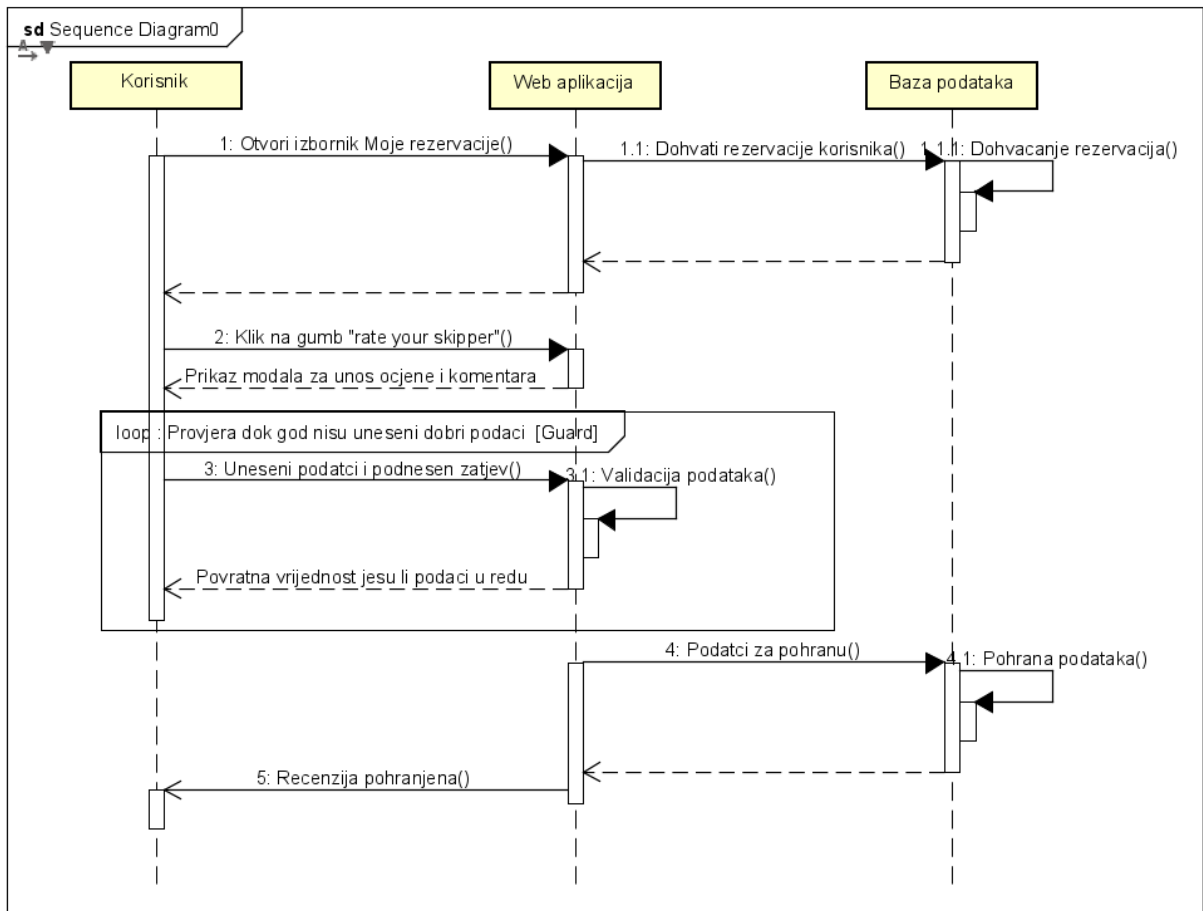 sd Sequence Diagram0
A
Korisnik
Web aplikacija
Baza podataka
1: Otvori izbornik Moje rezervacije()
1.1: Dohvati rezervacije korisnika()
1.1.1: Dohvacanje rezervacija()
2: Klik na gumb "rate your skipper"()
Prikaz modala za unos ocjene i komentara
loop : Provjera dok god nisu uneseni dobri podaci [Guard]
3: Uneseni podatci i podnesen zatjev()
3.1: Validacija podataka()
Povratna vrijednost jesu li podaci u redu
4: Podatci za pohranu()
4.1: Pohrana podataka()
5: Recenzija pohranjena()